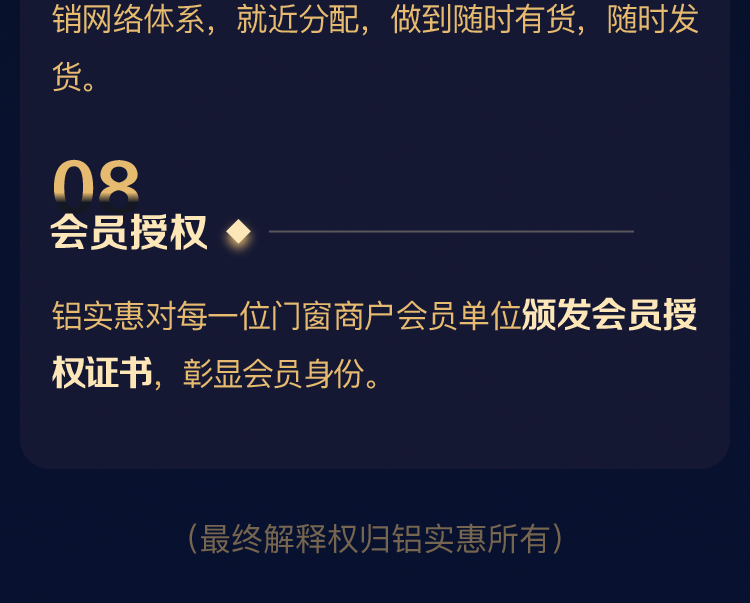 销网络体系，就近分配，做到随时有货，随时发
货。
08
会员授权
铝实惠对每一位门窗商户会员单位颁发会员授
权证书，彰显会员身份。
（最终解释权归铝实惠所有）